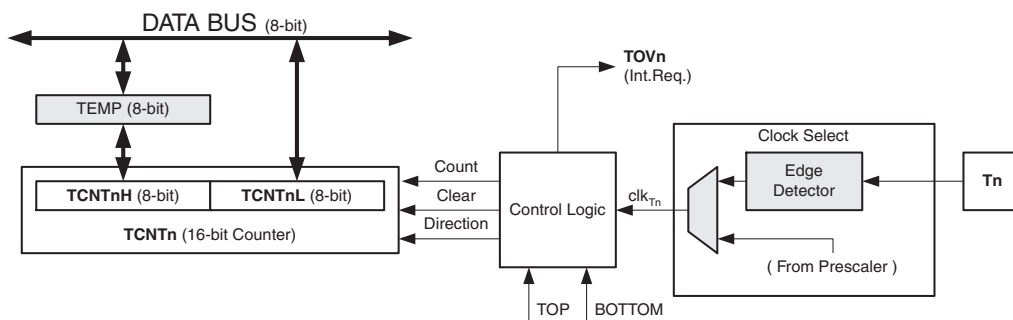 DATA BUS (8-bit)
TOVn
(Int.Req.)
TEMP (8-bit)
Clock Select
Count
Edge
Detector
Tn
TCNTnH (8-bit) TCNTnL (8-bit)
Clear
Control Logic
clkTn
TCNTn (16-bit Counter)
Direction
( From Prescaler )
TOP
BOTTOM